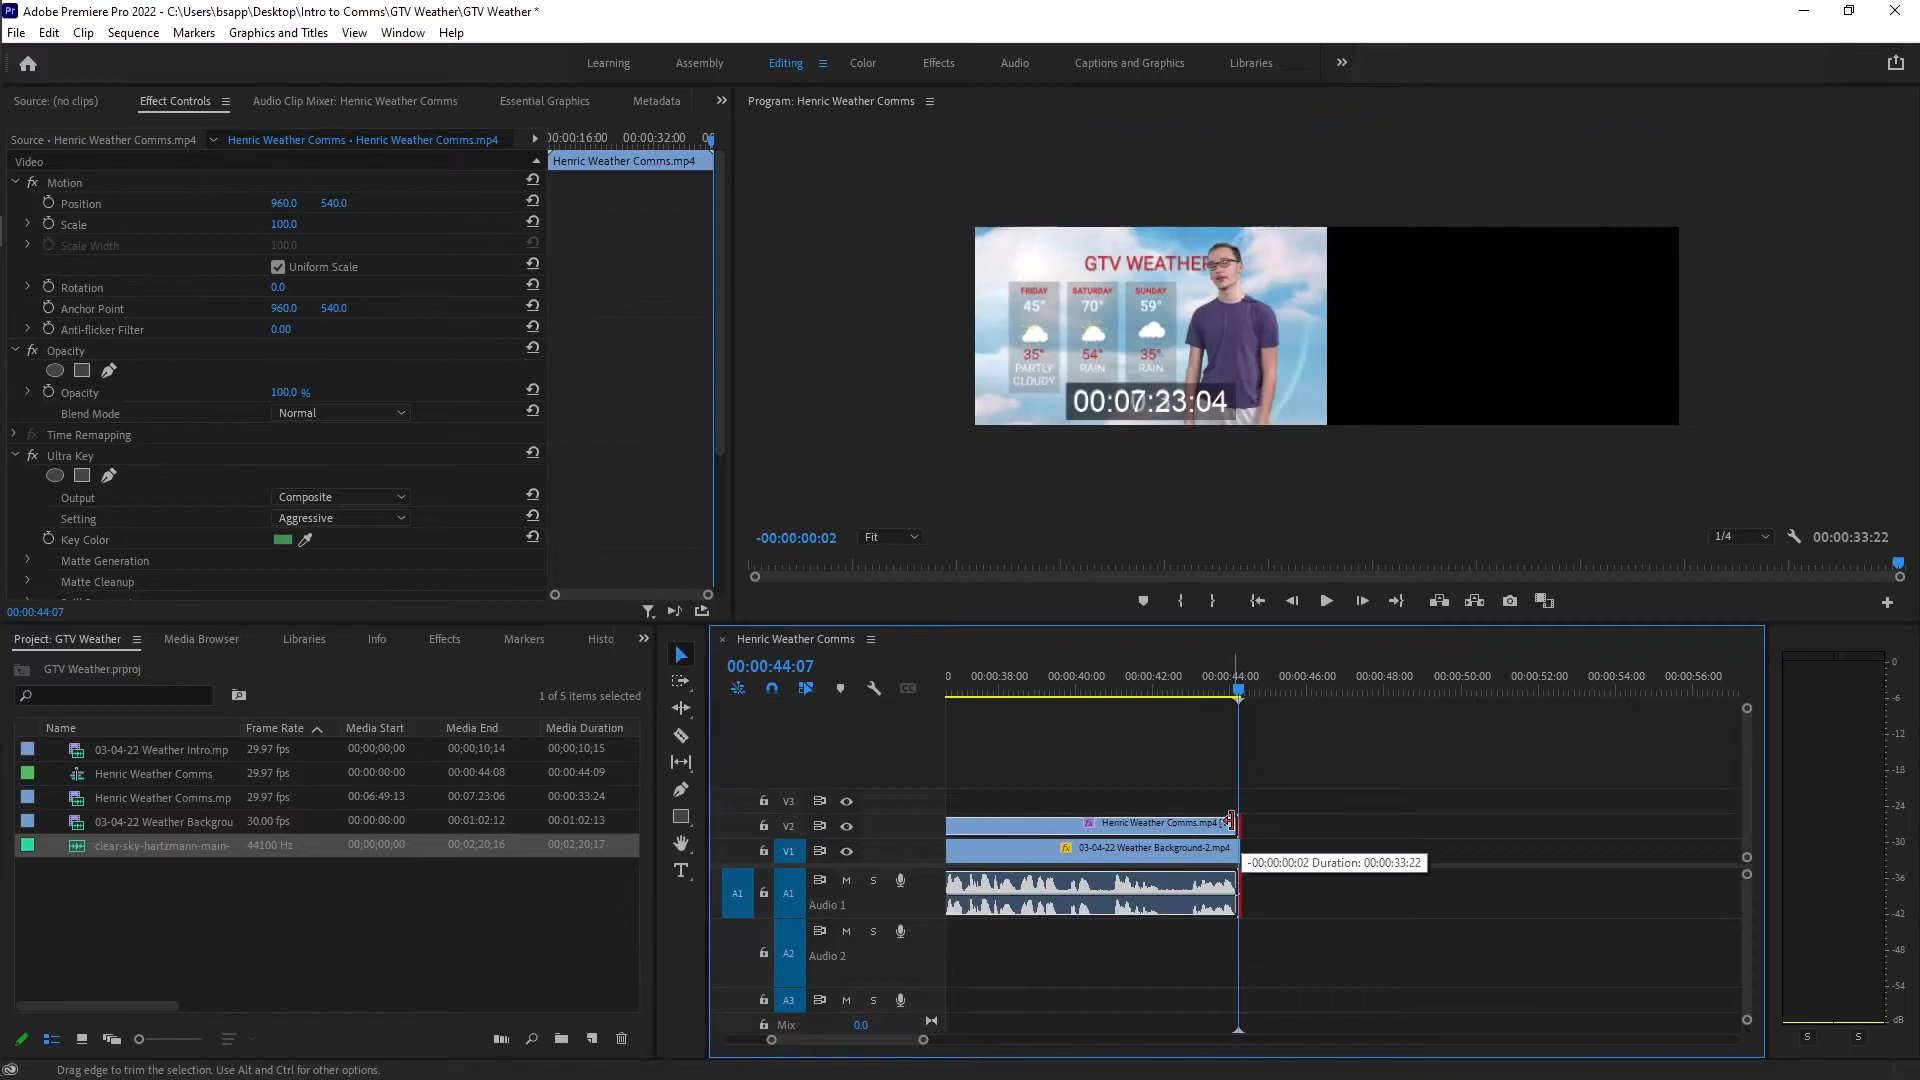 Adobe Premiere Pro 2022 - C:\Users\bsapp\Desktop\Intro to Comms\GTV Weather\GTV Weather *
File Edit Clip Sequence Markers Graphics and Titles View Window Help
Learning Assembly Editing Color Effects Audio Captions and Graphics Libraries
Source: (no clips) Effect Controls Audio Clip Mixer: Henric Weather Comms Essential Graphics Metadata
Program: Henric Weather Comms
Source • Henric Weather Comms.mp4 Henric Weather Comms • Henric Weather Comms.mp4
00:00:16:00 00:00:32:00
Video
Henric Weather Comms.mp4
Motion
Position 960.0 540.0
Scale 100.0
Scale Width 100.0
Uniform Scale
Rotation 0.0
Anchor Point 960.0 540.0
Anti-flicker Filter 0.00
Opacity
Opacity 100.0 %
Blend Mode Normal
Time Remapping
Ultra Key
Output Composite
Setting Aggressive
Key Color
Matte Generation
Matte Cleanup
00:00:44:07
GTV WEATHER
FRIDAY SATURDAY SUNDAY
45° 70° 59°
35° 54° 35°
PARTLY CLOUDY RAIN RAIN
00:07:23:04
-00:00:00:02 Fit 1/4 00:00:33:22
Project: GTV Weather Media Browser Libraries Info Effects Markers Histo
GTV Weather.prproj
1 of 5 items selected
Name Frame Rate Media Start Media End Media Duration
03-04-22 Weather Intro.mp 29.97 fps 00;00;00;00 00;00;10;14 00;00;10;15
Henric Weather Comms 29.97 fps 00:00:00:00 00:00:44:08 00:00:44:09
Henric Weather Comms.mp 29.97 fps 00:06:49:13 00:07:23:06 00:00:33:24
03-04-22 Weather Backgrou 30.00 fps 00:00:00:00 00:01:02:12 00:01:02:13
clear-sky-hartzmann-main- 44100 Hz 00;00;00;00 00;02;20;16 00;02;20;17
Henric Weather Comms
00:00:44:07
0 00:00:38:00 00:00:40:00 00:00:42:00 00:00:44:00 00:00:46:00 00:00:48:00 00:00:50:00 00:00:52:00 00:00:54:00 00:00:56:00
V3
V2 Henric Weather Comms.mp4
V1 03-04-22 Weather Background-2.mp4
-00:00:00:02 Duration: 00:00:33:22
A1 A1 M S
Audio 1
A2 M S
Audio 2
A3 M S
Mix 0.0
0
-6
-12
-18
-24
-30
-36
-42
-48
-54
dB
S S
Drag edge to trim the selection. Use Alt and Ctrl for other options.